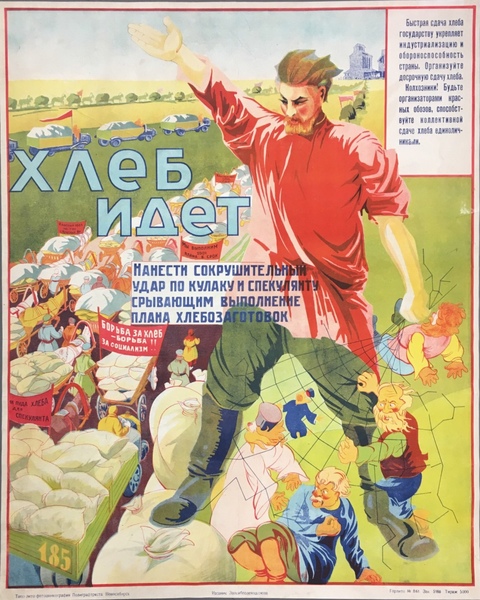 Быстрая сдача хлеба
государству укрепляет
индустриализацию и
обороноспособность
страны. Организуйте
досрочную сдачу хлеба.
Колхозники! Будьте
организаторами крас-
ных обозов, способст-
вуйте коллективной
сдаче хлеба единолич-
никами.
ХЛЕБ
ИДЕТ
НАНЕСТИ СОКРУШИТЕЛЬНЫЙ
УДАР ПО КУЛАКУ И СПЕКУЛЯНТУ
СРЫВАЮЩИМ ВЫПОЛНЕНИЕ
ПЛАНА ХЛЕБОЗАГОТОВОК
БОРЬБА ЗА ХЛЕБ
–БОРЬБА !!
ЗА СОЦИАЛИЗМ
ХЛЕБА
СПЕКУЛЯНТА
185